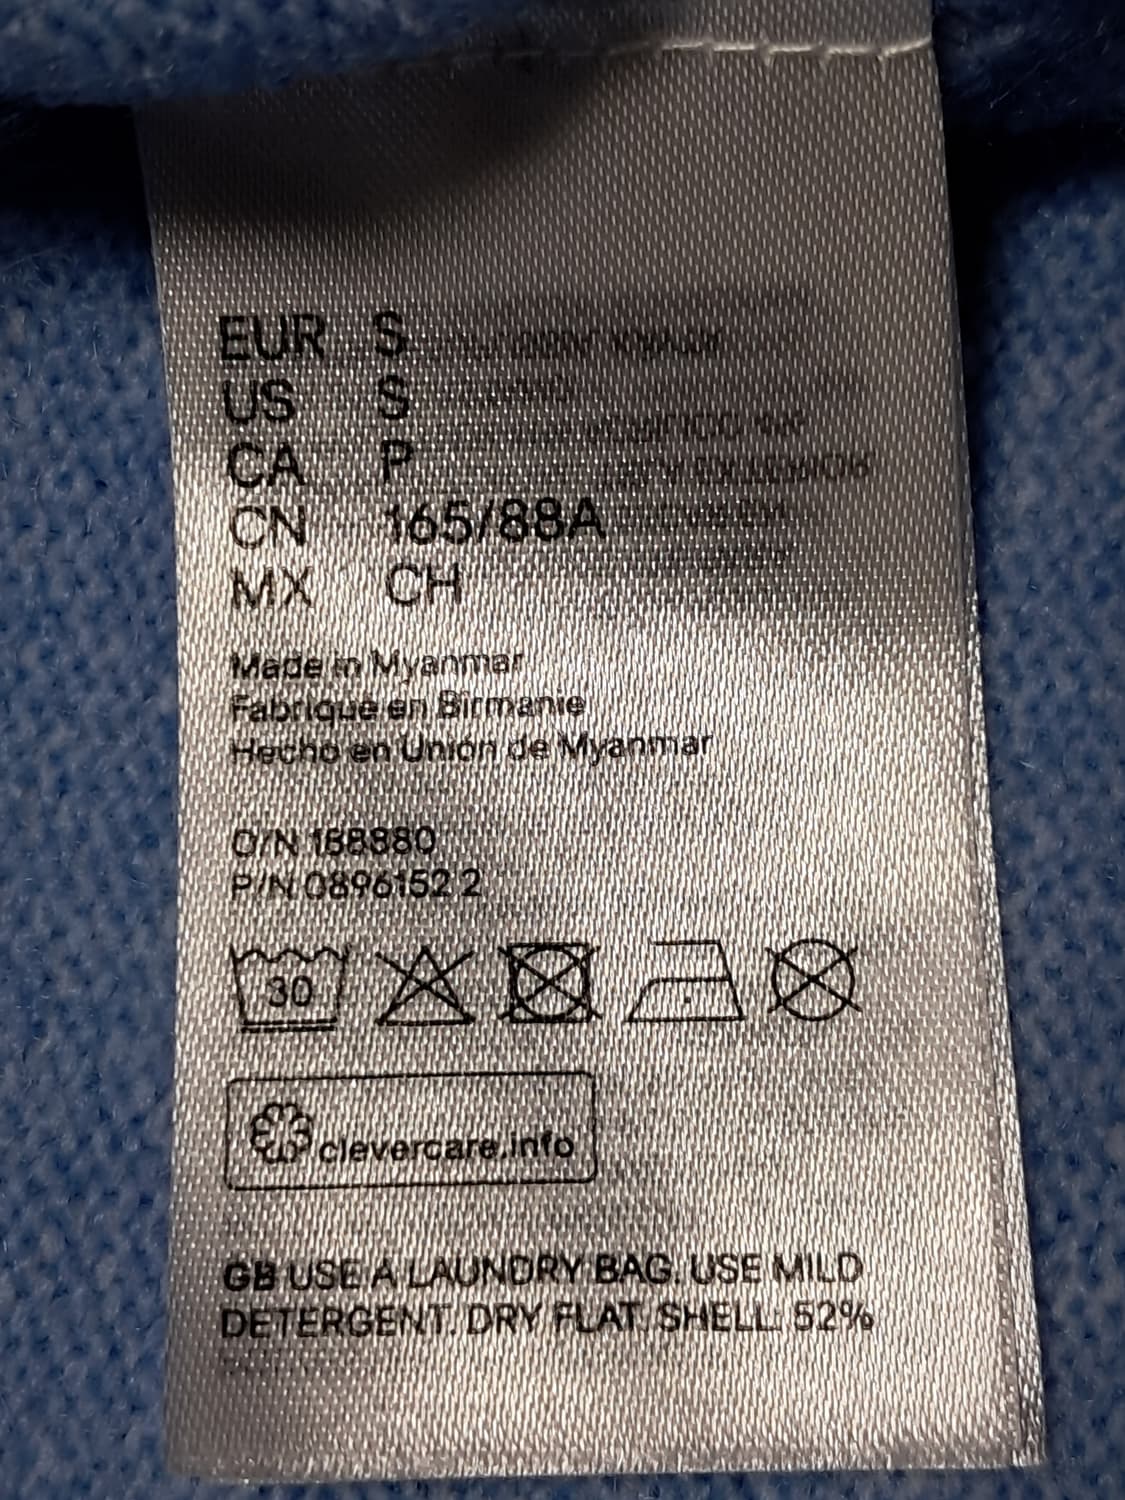 EUR S
US S
CA P
CN 165/88A
MX CH
Made in Myanmar
Fabriqué en Birmanie
Hecho en Unión de Myanmar
O/N 188880
P/N 0896152 2
30
clevercare.info
GB USE A LAUNDRY BAG. USE MILD
DETERGENT. DRY FLAT. SHELL: 52%